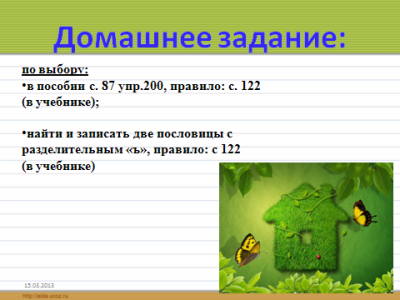 Домашнее задание:
по выбору:
•в пособии с. 87 упр.200, правило: с. 122
(в учебнике);
•найти и записать две пословицы с
разделительным «ъ», правило: с 122
(в учебнике)
15.03.2013